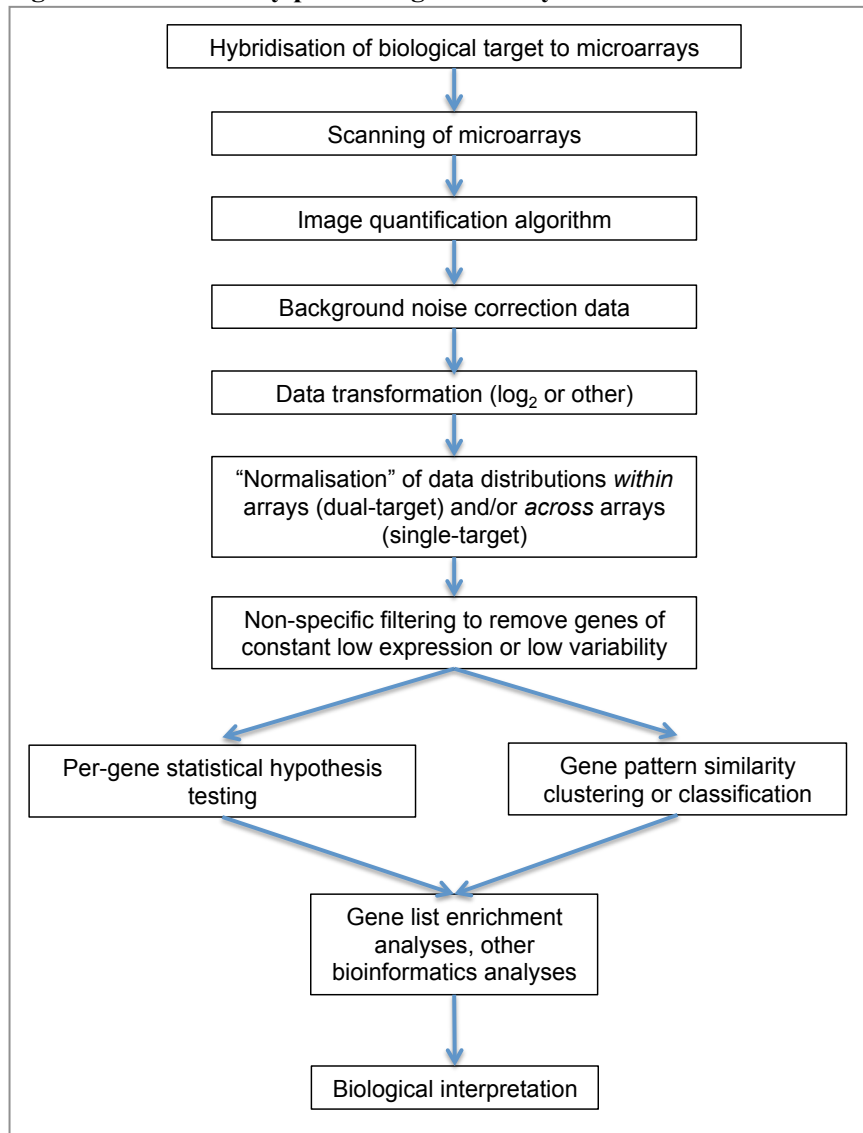 Hybridisation of biological target to microarrays
Scanning of microarrays
Image quantification algorithm
Background noise correction data
Data transformation (log₂ or other)
“Normalisation” of data distributions within
arrays (dual-target) and/or across arrays
(single-target)
Non-specific filtering to remove genes of
constant low expression or low variability
Per-gene statistical hypothesis
testing
Gene pattern similarity
clustering or classification
Gene list enrichment
analyses, other
bioinformatics analyses
Biological interpretation